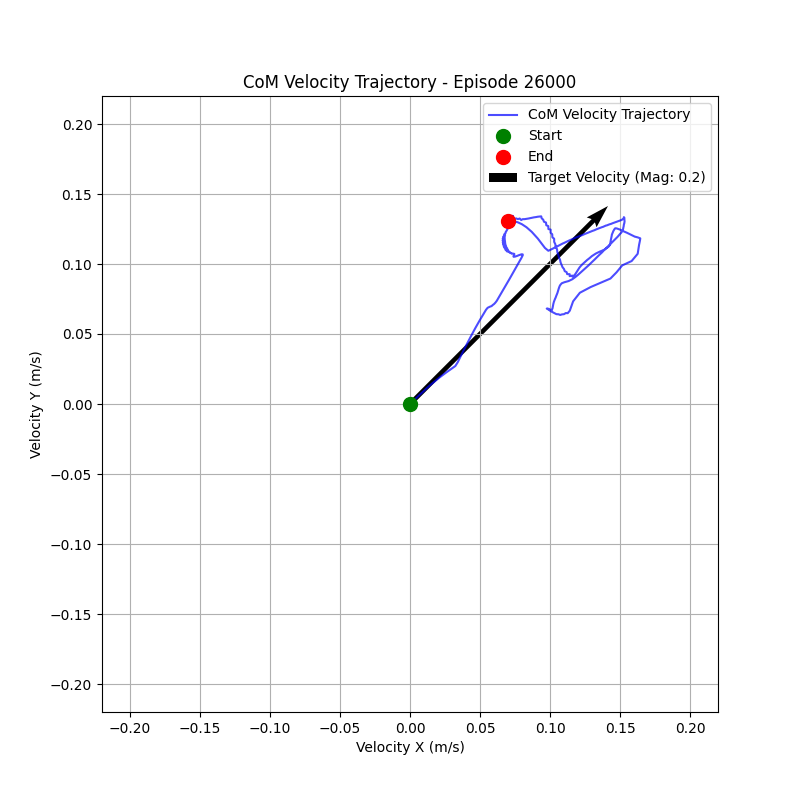 CoM Velocity Trajectory - Episode 26000
CoM Velocity Trajectory
Start
End
Target Velocity (Mag: 0.2)
0.20
0.15
0.10
0.05
0.00
−0.05
−0.10
−0.15
−0.20
Velocity Y (m/s)
−0.20 −0.15 −0.10 −0.05 0.00 0.05 0.10 0.15 0.20
Velocity X (m/s)